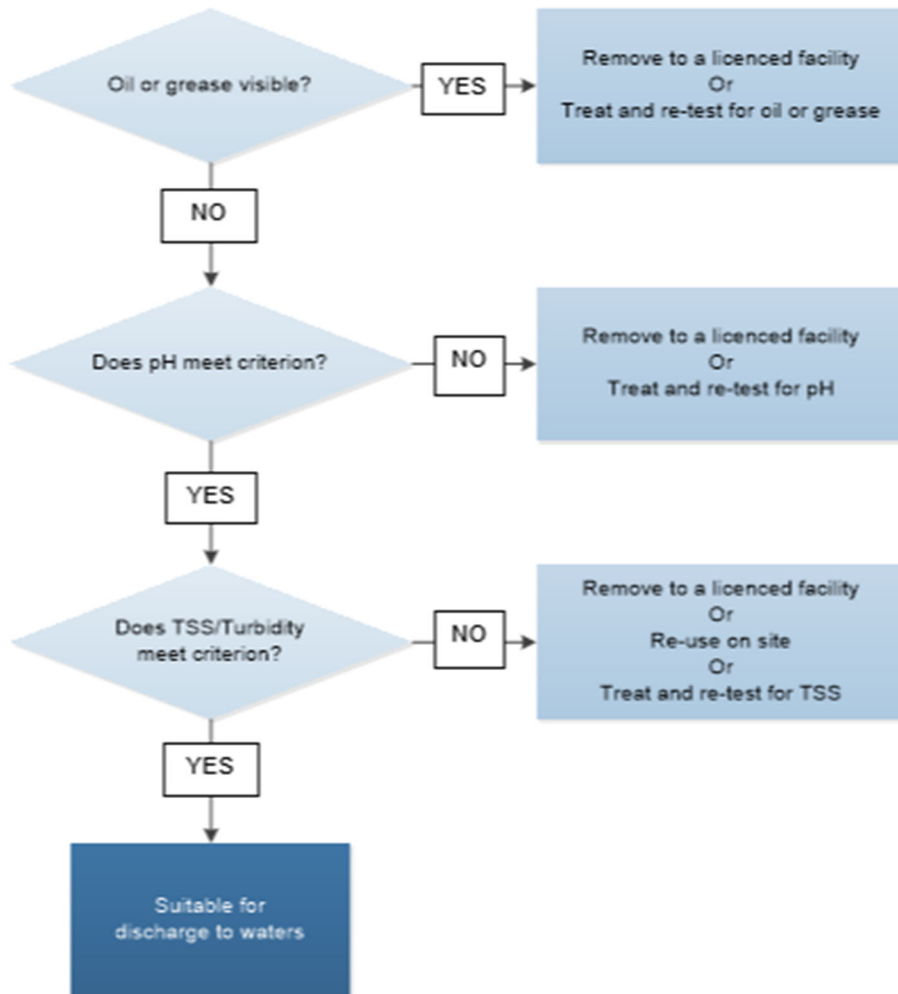 Oil or grease visible?
YES
Remove to a licenced facility
Or
Treat and re-test for oil or grease
NO
Does pH meet criterion?
NO
Remove to a licenced facility
Or
Treat and re-test for pH
YES
Does TSS/Turbidity
meet criterion?
NO
Remove to a licenced facility
Or
Re-use on site
Or
Treat and re-test for TSS
YES
Suitable for
discharge to waters